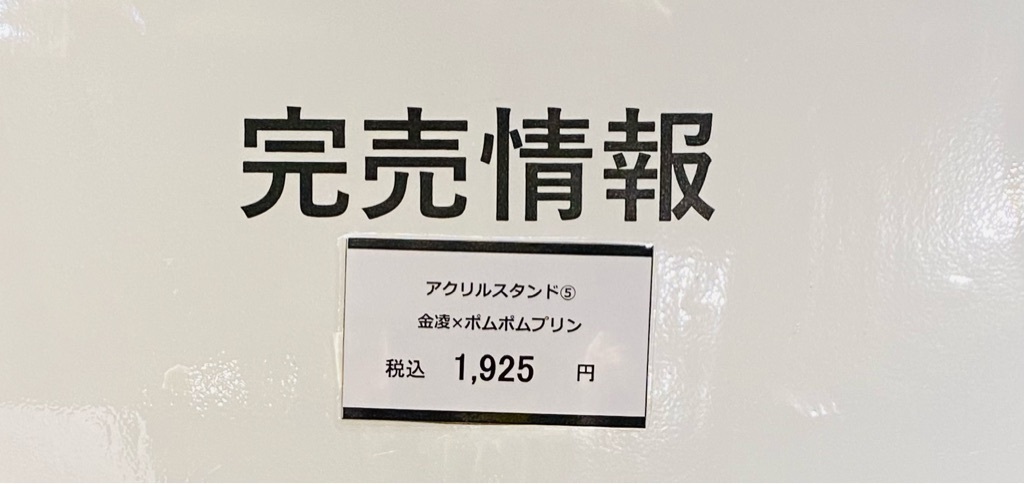 完売情報
アクリルスタンド⑤
金凌×ポムポムプリン
税込 1,925 円